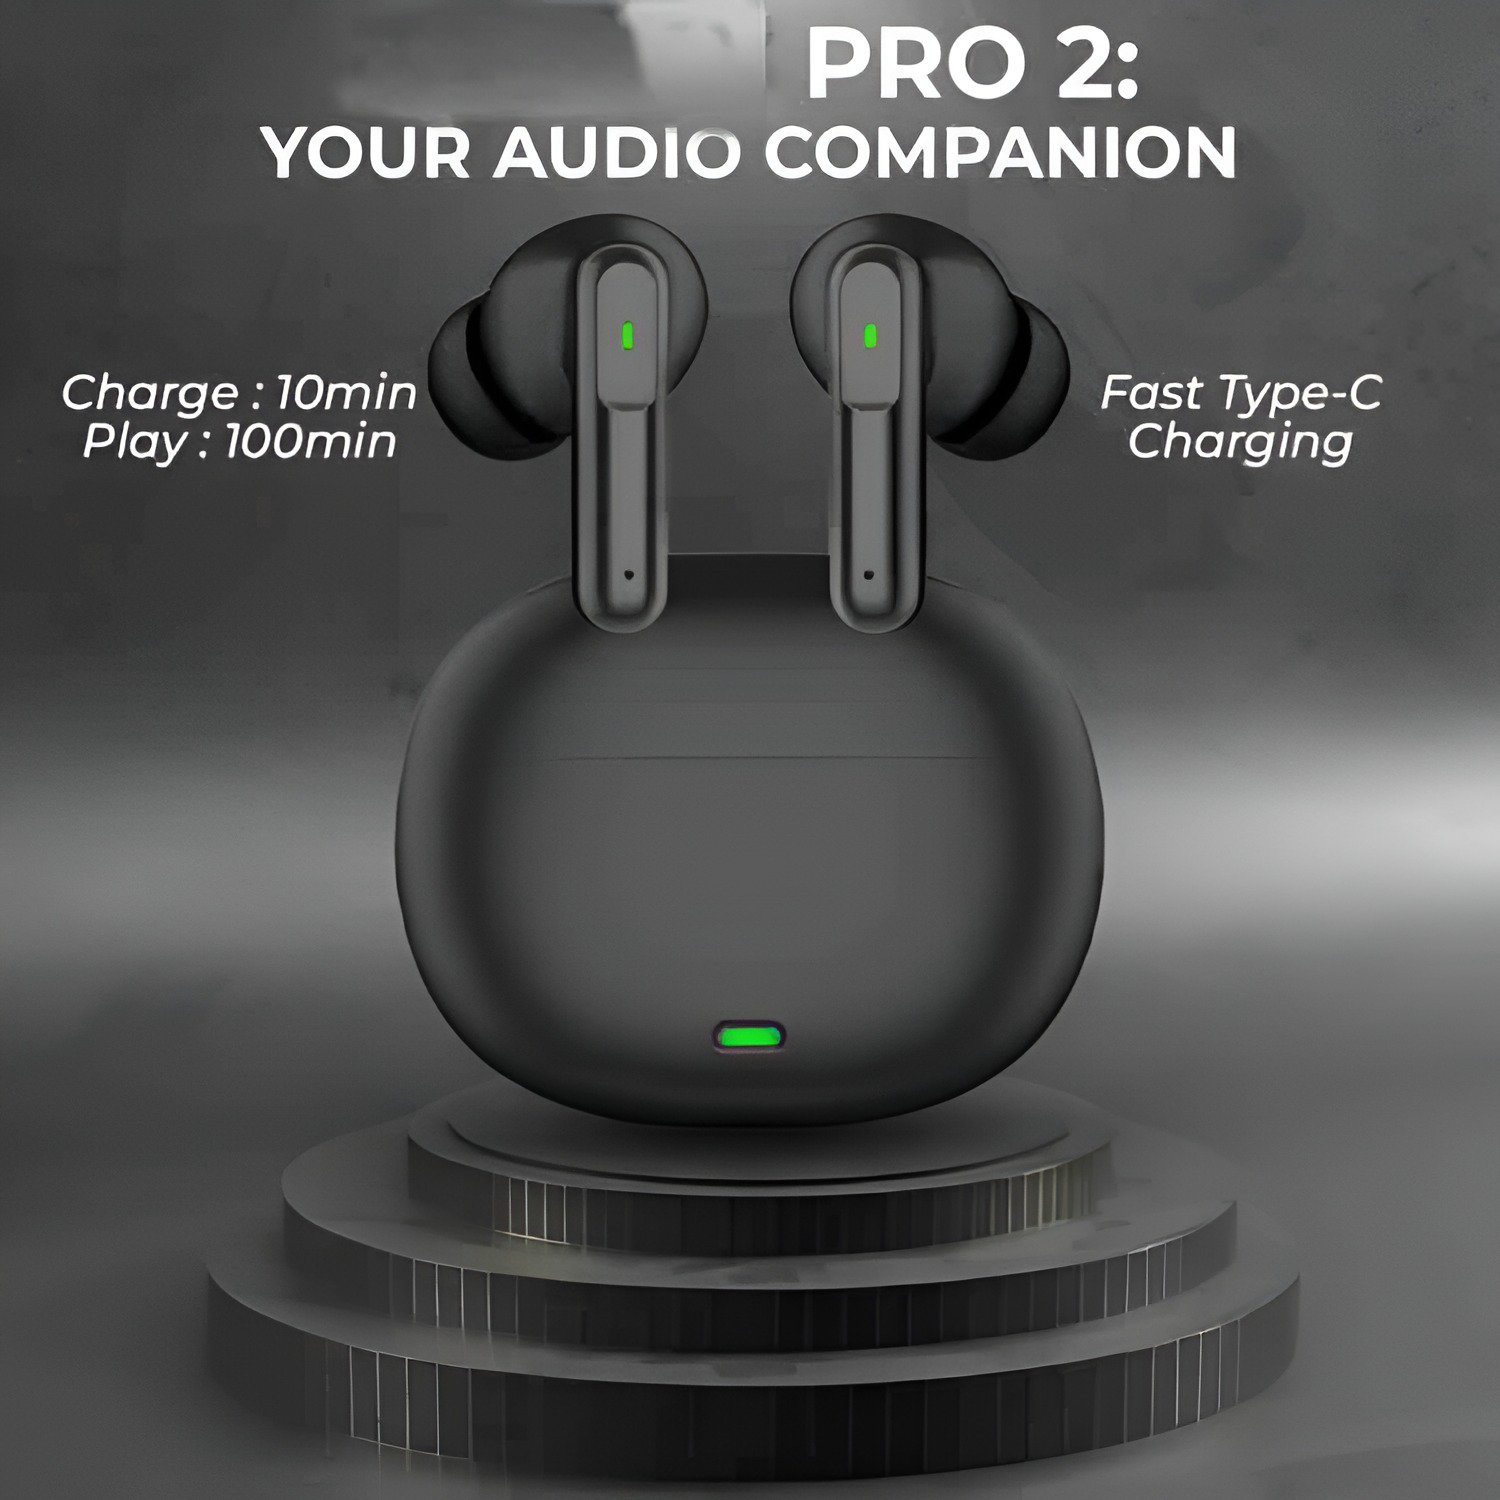 PRO 2:
YOUR AUDIO COMPANION
Charge : 10min
Play : 100min
Fast Type-C
Charging